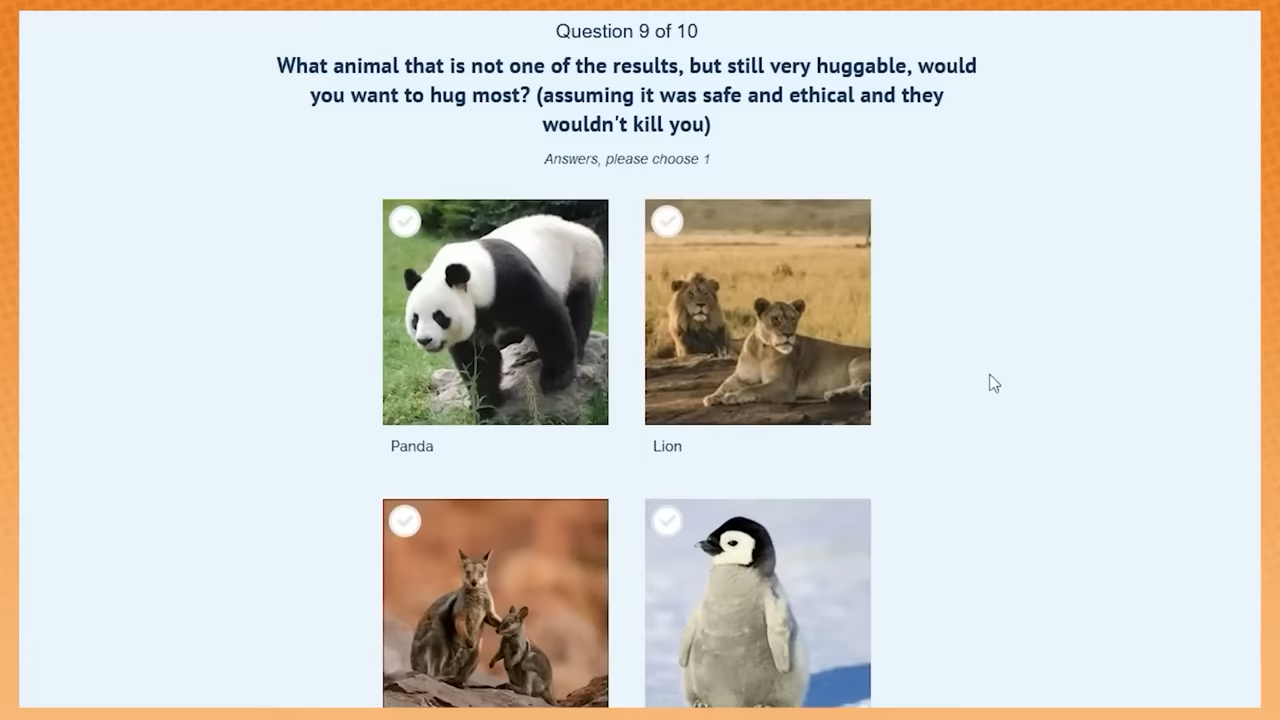 Question 9 of 10
What animal that is not one of the results, but still very huggable, would
you want to hug most? (assuming it was safe and ethical and they
wouldn't kill you)
Answers, please choose 1
Panda
Lion